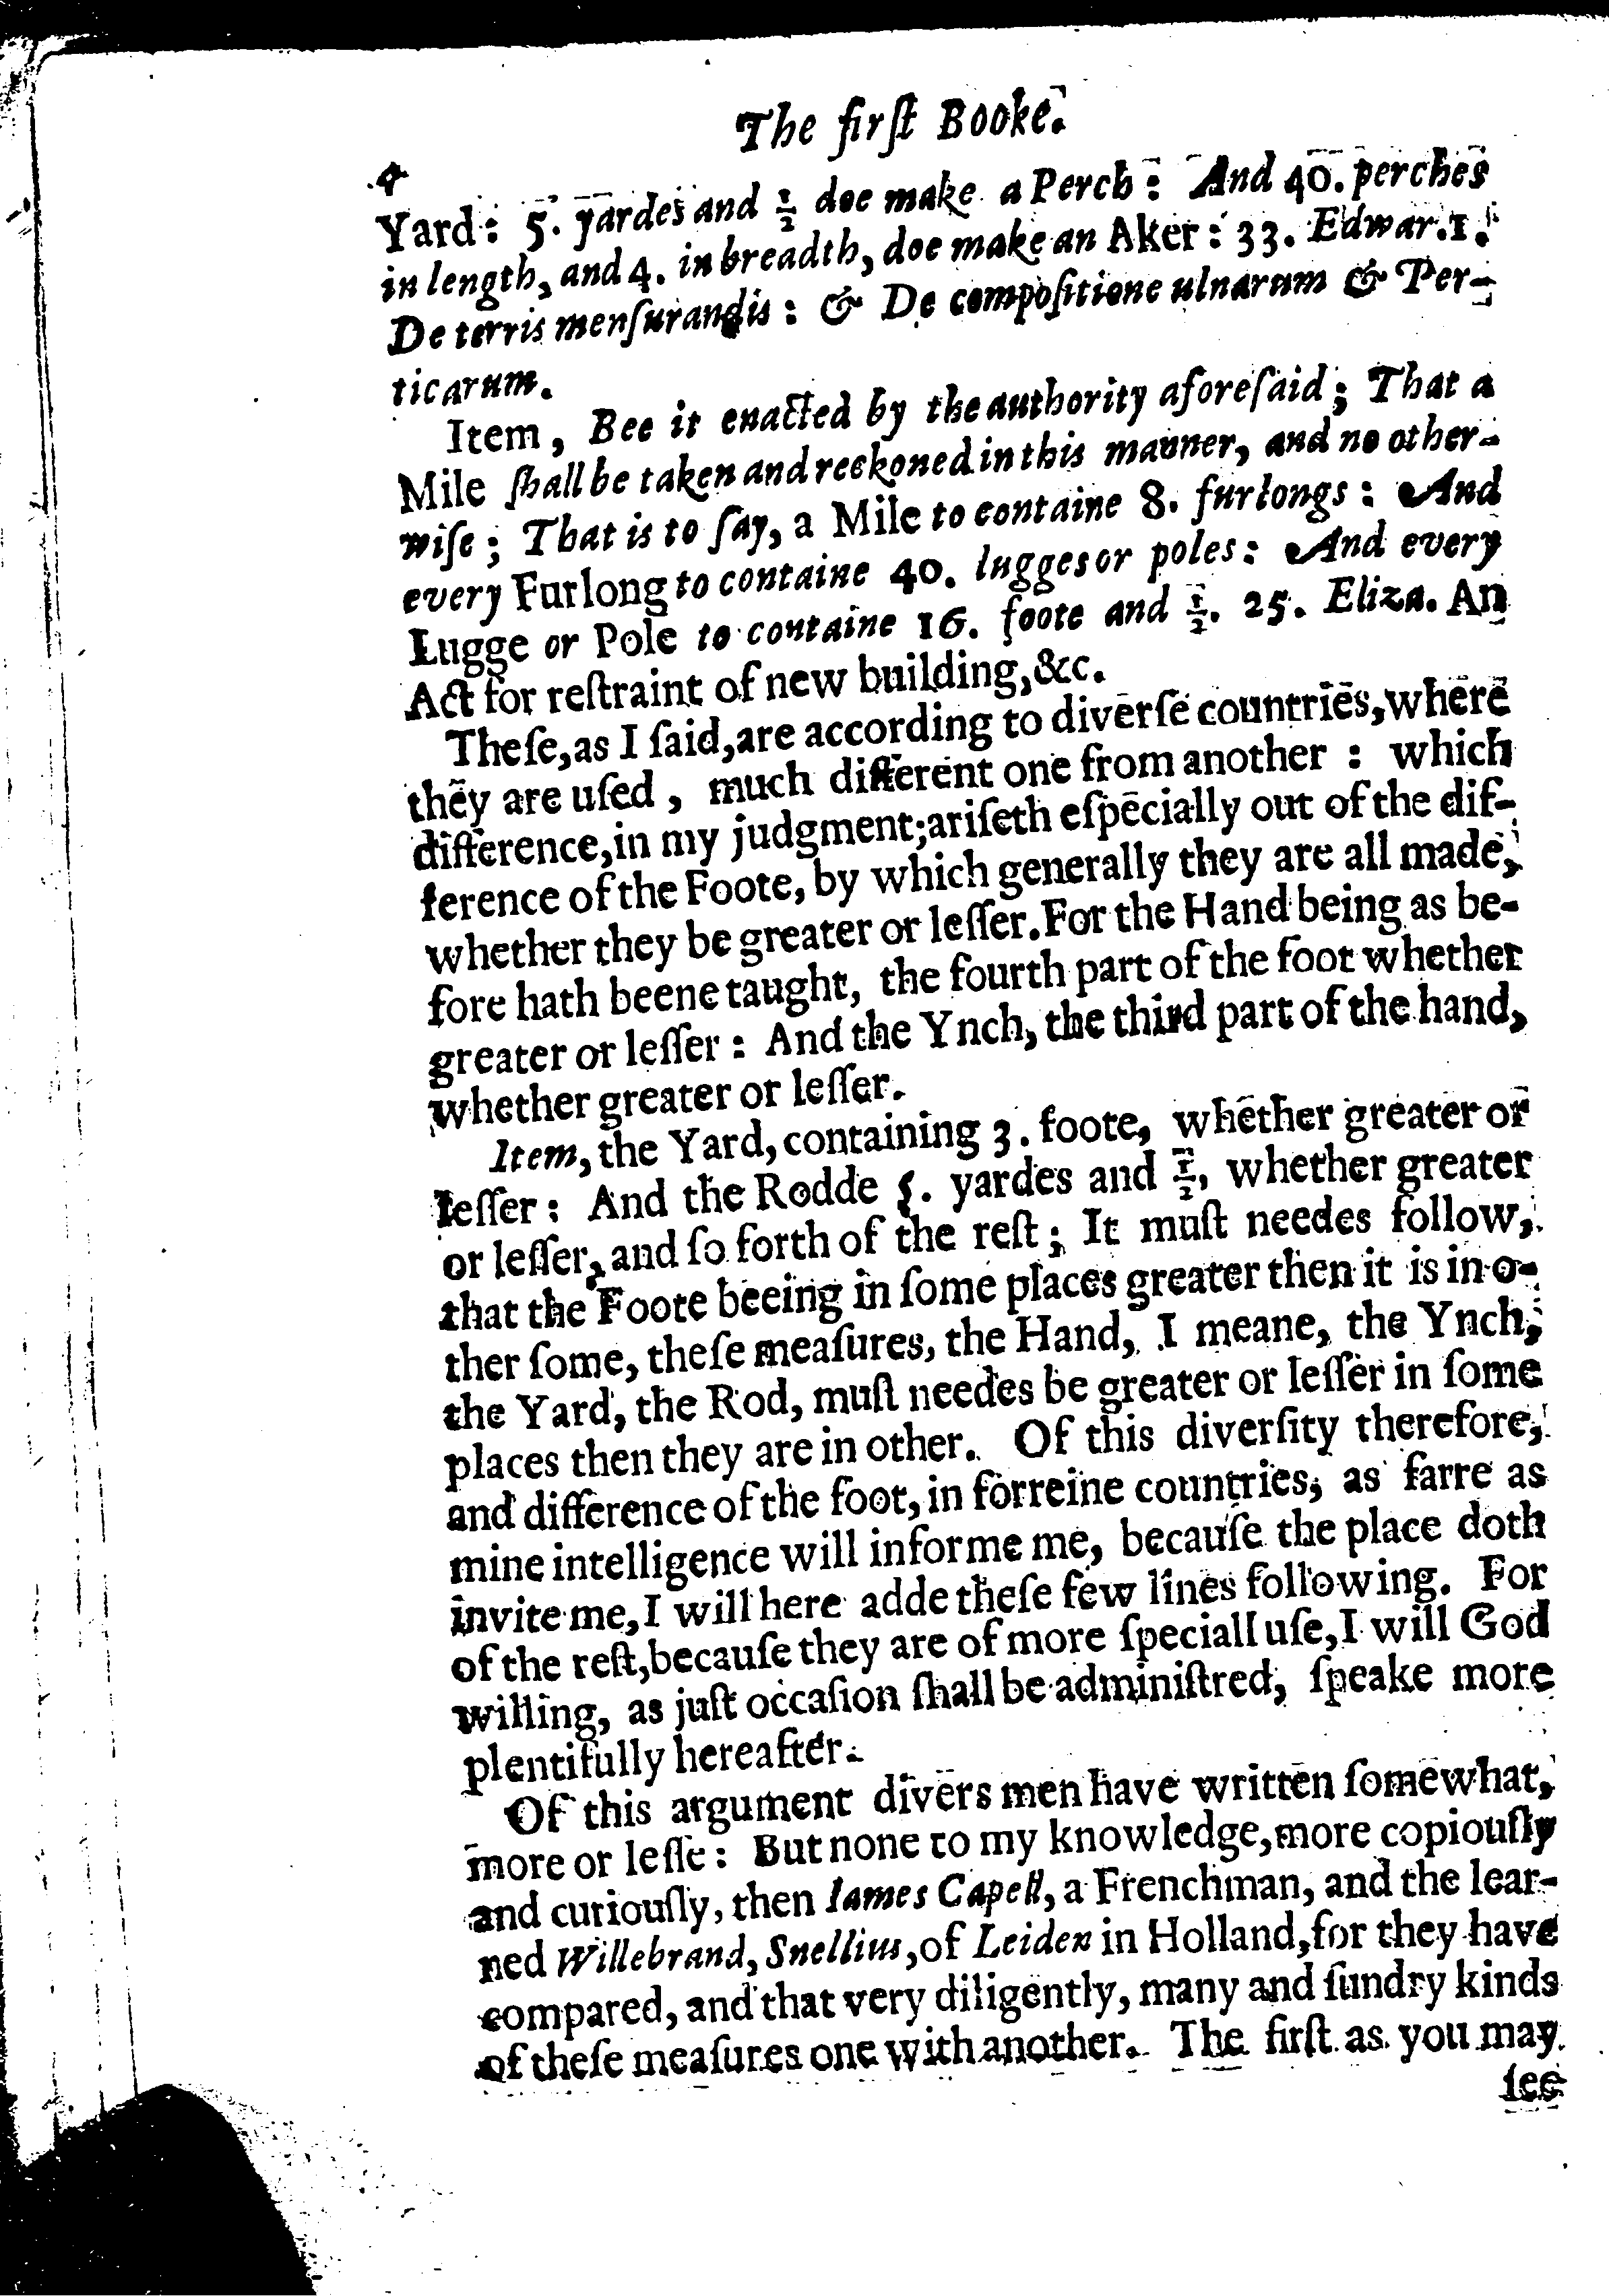 The firſt Booke.
4
Yard: 5. yardes and ½ doe make a Perch: And 40. perches
in length, and 4. in breadth, doe make an Aker: 33. Edwar. 1.
De terris menſurandis: & De compoſitione ulnarum & Per-
ticarum.
Item, Bee it enacted by the authority aforeſaid; That a
Mile ſhall be taken and reckoned in this manner, and no other-
wiſe; That is to ſay, a Mile to containe 8. furlongs: And
every Furlong to containe 40. lugges or poles: And every
Lugge or Pole to containe 16. foote and ½. 25. Eliza. An
Act for reſtraint of new building, &c.
Theſe, as I ſaid, are according to diverſe countries, where
they are uſed, much different one from another: which
difference, in my judgment; ariſeth eſpecially out of the dif-
ference of the Foote, by which generally they are all made,
whether they be greater or leſſer. For the Hand being as be-
fore hath beene taught, the fourth part of the foot whether
greater or leſſer: And the Ynch, the third part of the hand,
whether greater or leſſer.
Item, the Yard, containing 3. foote, whether greater or
leſſer: And the Rodde 5. yardes and ½, whether greater
or leſſer, and ſo forth of the reſt; It muſt needes follow,
that the Foote beeing in ſome places greater then it is in o-
ther ſome, theſe meaſures, the Hand, I meane, the Ynch,
the Yard, the Rod, muſt needes be greater or leſſer in ſome
places then they are in other. Of this diverſity therefore,
and difference of the foot, in forreine countries, as farre as
mine intelligence will informe me, becauſe the place doth
invite me, I will here adde theſe few lines following. For
of the reſt, becauſe they are of more ſpeciall uſe, I will God
willing, as juſt occaſion ſhall be adminiſtred, ſpeake more
plentifully hereafter.
Of this argument divers men have written ſomewhat,
more or leſſe: But none to my knowledge, more copiouſly
and curiouſly, then Iames Capell, a Frenchman, and the lear-
ned Willebrand, Snellius, of Leiden in Holland, for they have
compared, and that very diligently, many and ſundry kinds
of theſe meaſures one with another. The firſt as you may
ſee